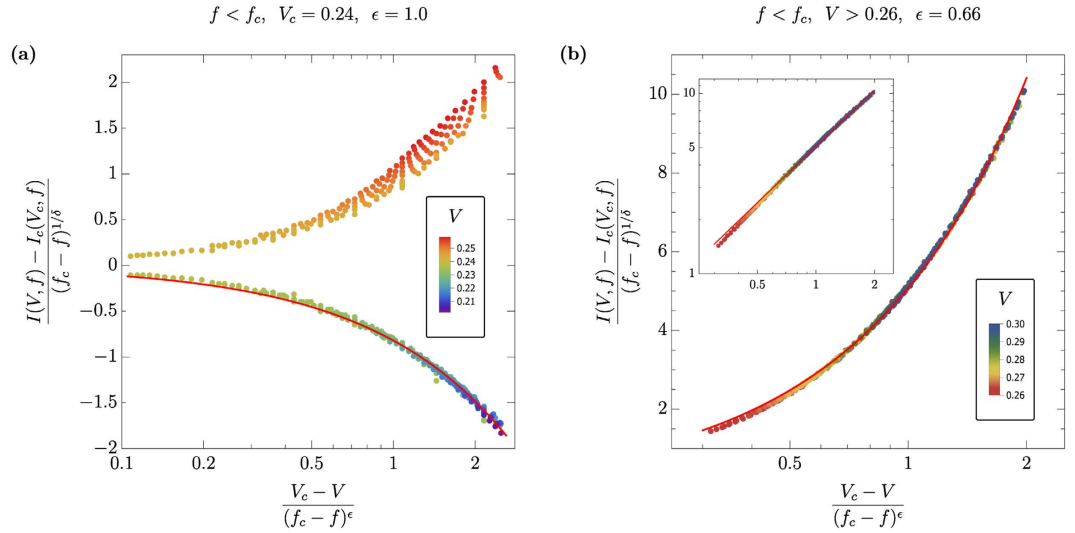 f < f_c, V_c = 0.24, ϵ = 1.0
f < f_c, V > 0.26, ϵ = 0.66
(a)
I(V, f) − I_c(V_c, f)
(f_c − f)^{1/δ}
2
1.5
1
0.5
0
−0.5
−1
−1.5
−2
0.1
0.2
0.5
1
2
V_c − V
(f_c − f)^ϵ
V
0.25
0.24
0.23
0.22
0.21
(b)
I(V, f) − I_c(V_c, f)
(f_c − f)^{1/δ}
10
8
6
4
2
0.5
1
2
V_c − V
(f_c − f)^ϵ
10
5
1
0.5
1
2
V
0.30
0.29
0.28
0.27
0.26
0.26